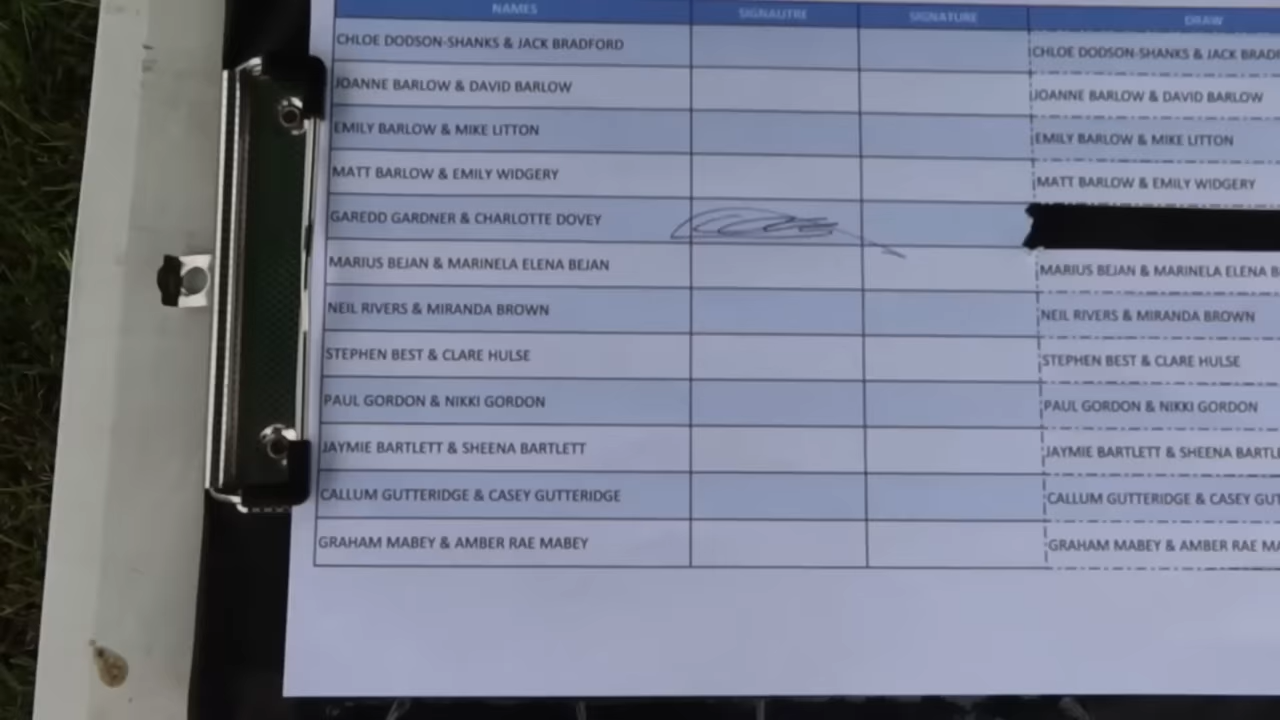 NAMES SIGNAUTRE SIGNATURE DRAW
CHLOE DODSON-SHANKS & JACK BRADFORD CHLOE DODSON-SHANKS & JACK BRADF
JOANNE BARLOW & DAVID BARLOW JOANNE BARLOW & DAVID BARLOW
EMILY BARLOW & MIKE LITTON EMILY BARLOW & MIKE LITTON
MATT BARLOW & EMILY WIDGERY MATT BARLOW & EMILY WIDGERY
GAREDD GARDNER & CHARLOTTE DOVEY
MARIUS BEJAN & MARINELA ELENA BEJAN MARIUS BEJAN & MARINELA ELENA B
NEIL RIVERS & MIRANDA BROWN NEIL RIVERS & MIRANDA BROWN
STEPHEN BEST & CLARE HULSE STEPHEN BEST & CLARE HULSE
PAUL GORDON & NIKKI GORDON PAUL GORDON & NIKKI GORDON
JAYMIE BARTLETT & SHEENA BARTLETT JAYMIE BARTLETT & SHEENA BARTLE
CALLUM GUTTERIDGE & CASEY GUTTERIDGE CALLUM GUTTERIDGE & CASEY GUT
GRAHAM MABEY & AMBER RAE MABEY GRAHAM MABEY & AMBER RAE MA